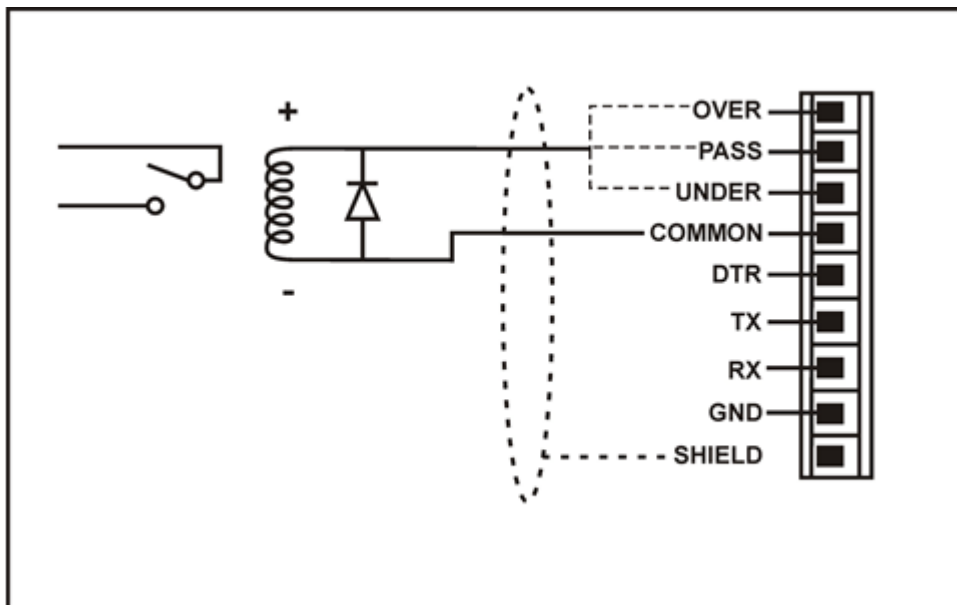 +
-
OVER
PASS
UNDER
COMMON
DTR
TX
RX
GND
SHIELD